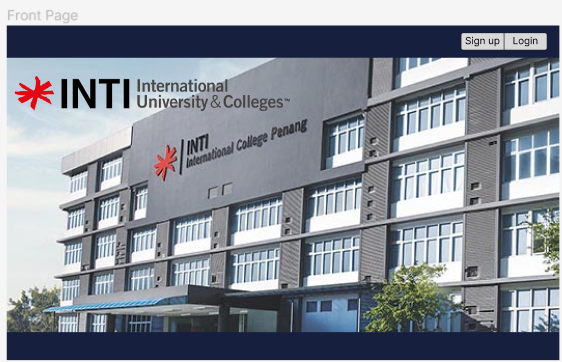 Front Page
Sign up Login
INTI International
University & Colleges™
INTI
International College Penang